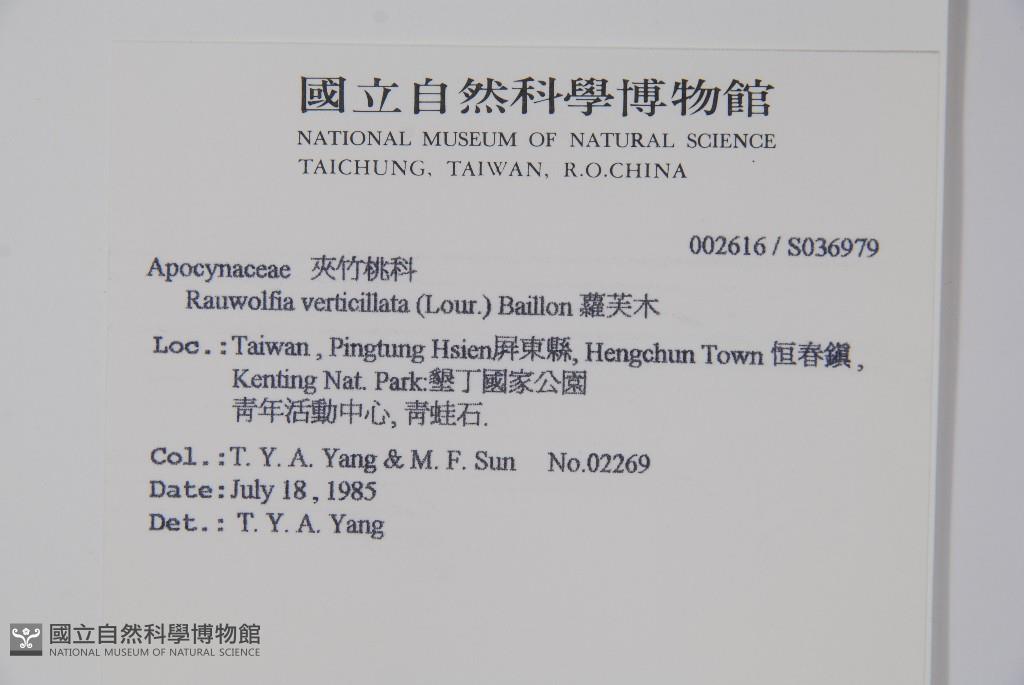 國立自然科學博物館
NATIONAL MUSEUM OF NATURAL SCIENCE
TAICHUNG, TAIWAN, R.O.CHINA
002616 / S036979
Apocynaceae 夾竹桃科
Rauwolfia verticillata (Lour.) Baillon 蘿芙木
Loc.: Taiwan , Pingtung Hsien屏東縣, Hengchun Town 恒春鎭 ,
Kenting Nat. Park:墾丁國家公園
靑年活動中心, 靑蛙石.
Col.: T. Y. A. Yang & M. F. Sun No.02269
Date: July 18 , 1985
Det.: T. Y. A. Yang
國立自然科學博物館
NATIONAL MUSEUM OF NATURAL SCIENCE